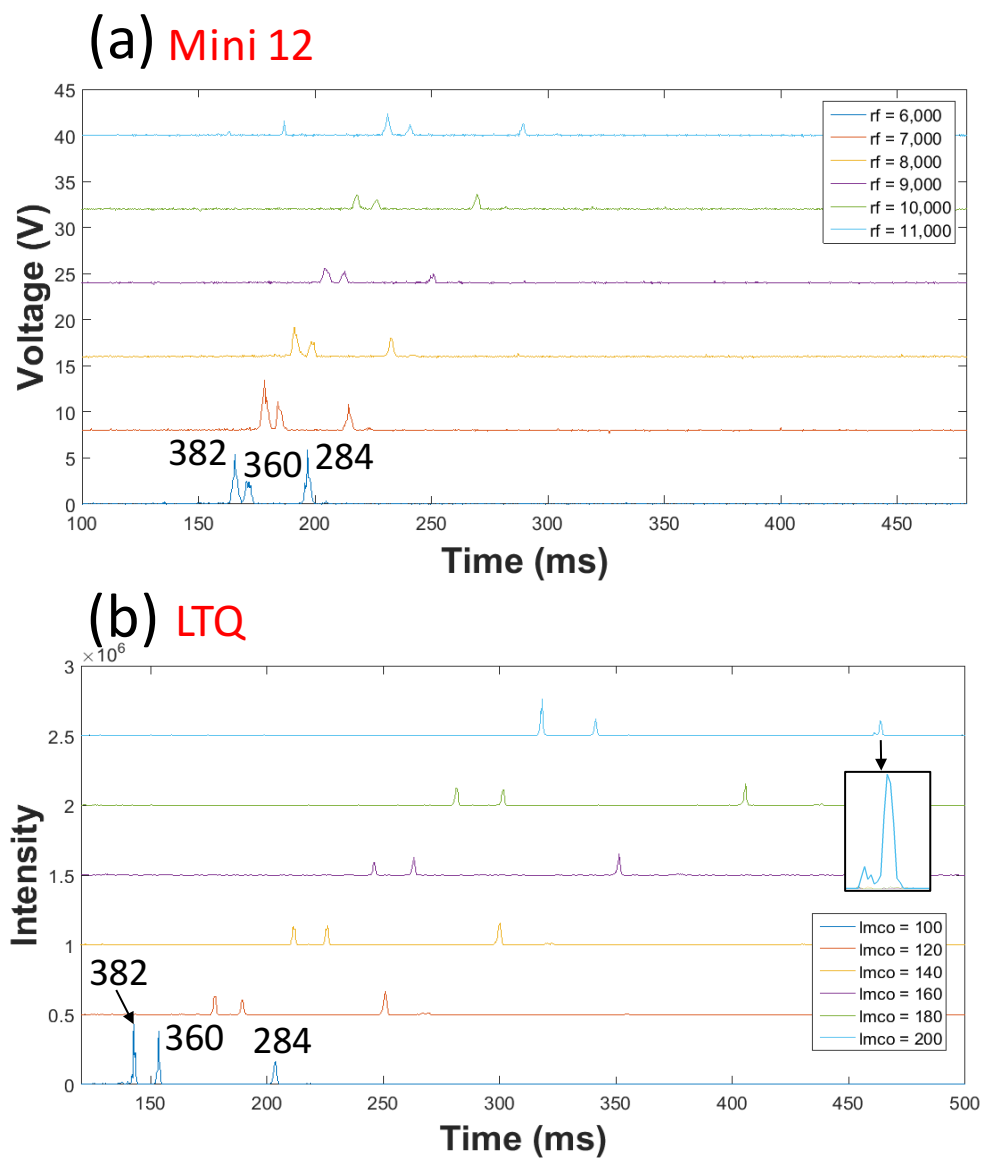 (a) Mini 12
45
40
35
30
25
20
15
10
5
0
Voltage (V)
rf = 6,000
rf = 7,000
rf = 8,000
rf = 9,000
rf = 10,000
rf = 11,000
382 360 284
100 150 200 250 300 350 400 450
Time (ms)
(b) LTQ
×10⁶
3
2.5
2
1.5
1
0.5
0
Intensity
lmco = 100
lmco = 120
lmco = 140
lmco = 160
lmco = 180
lmco = 200
382
360 284
150 200 250 300 350 400 450 500
Time (ms)